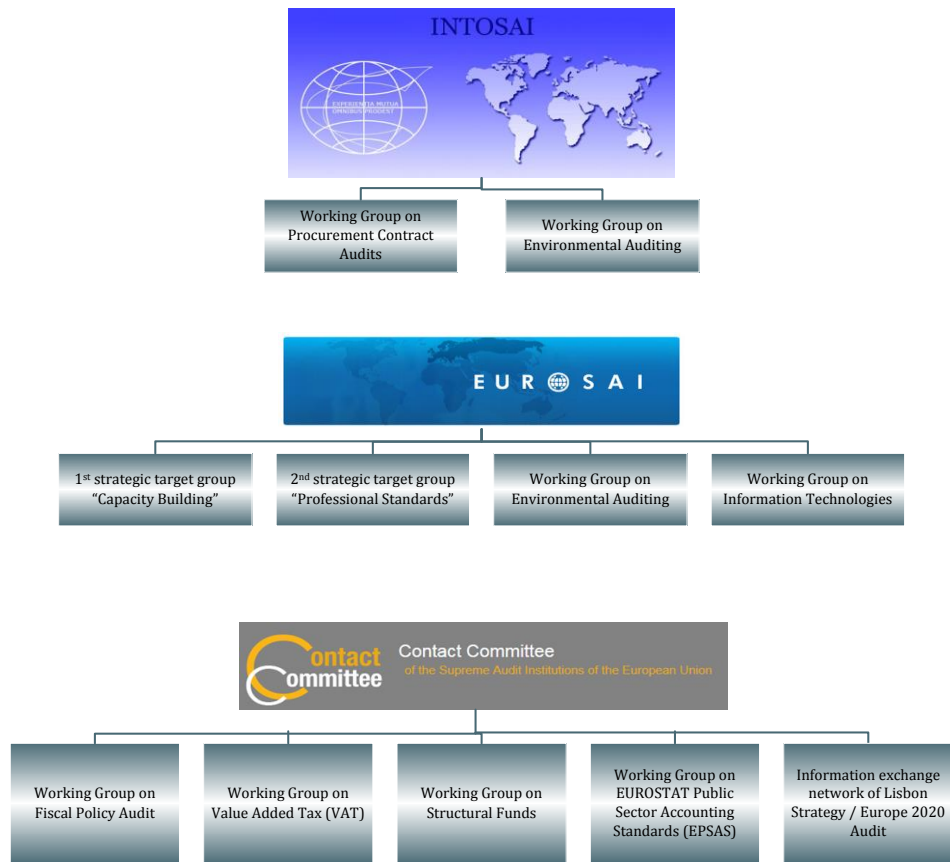 INTOSAI
EXPERIENTIA MUTUA
OMNIBUS PRODEST
Working Group on
Procurement Contract
Audits
Working Group on
Environmental Auditing
EUROSAI
1st strategic target group
“Capacity Building”
2nd strategic target group
“Professional Standards”
Working Group on
Environmental Auditing
Working Group on
Information Technologies
Contact
Committee
Contact Committee
of the Supreme Audit Institutions of the European Union
Working Group on
Fiscal Policy Audit
Working Group on
Value Added Tax (VAT)
Working Group on
Structural Funds
Working Group on
EUROSTAT Public
Sector Accounting
Standards (EPSAS)
Information exchange
network of Lisbon
Strategy / Europe 2020
Audit